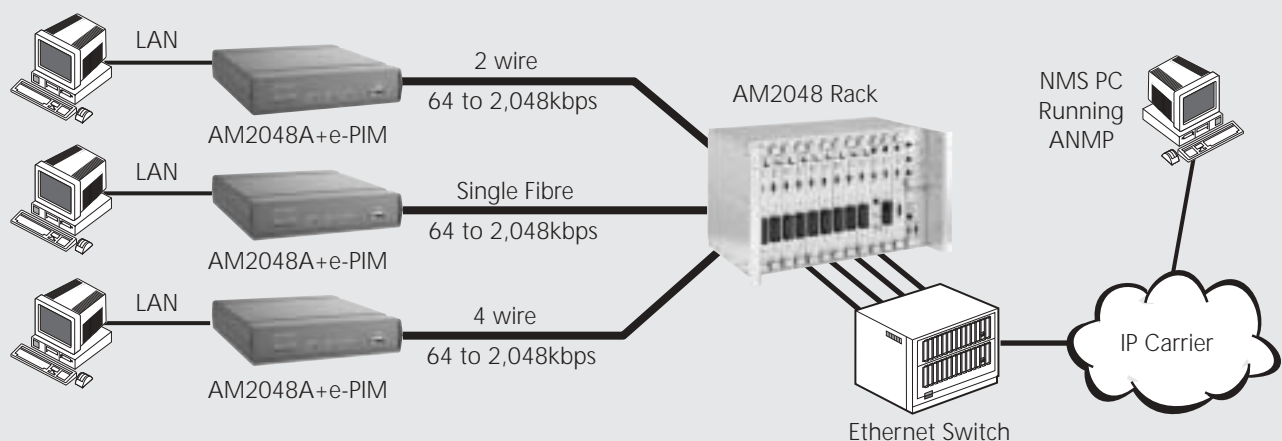 LAN
2 wire
64 to 2,048kbps
AM2048A+e-PIM
LAN
Single Fibre
64 to 2,048kbps
AM2048A+e-PIM
LAN
4 wire
64 to 2,048kbps
AM2048A+e-PIM
AM2048 Rack
NMS PC
Running
ANMP
IP Carrier
Ethernet Switch